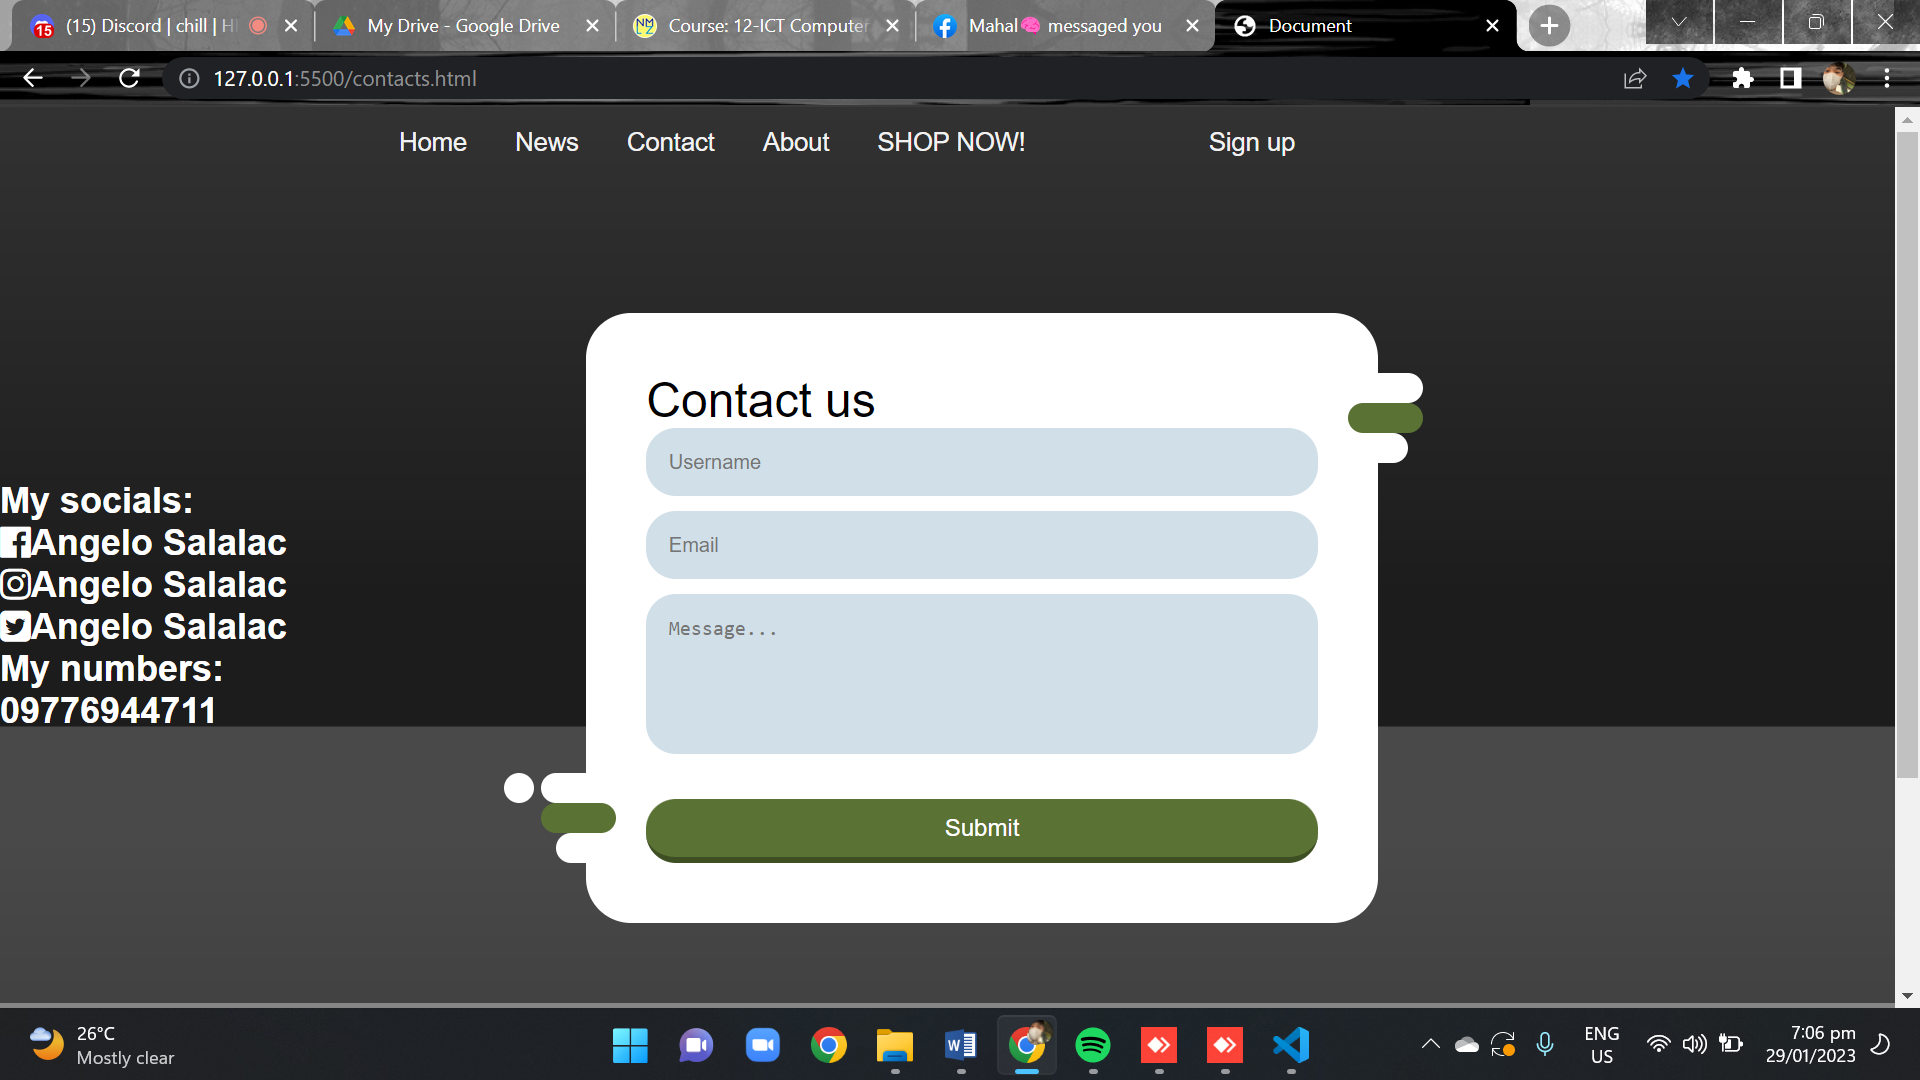 (15) Discord | chill | H
My Drive - Google Drive
Course: 12-ICT Computer
Mahal🧠 messaged you
Document
127.0.0.1:5500/contacts.html
Home
News
Contact
About
SHOP NOW!
Sign up
Contact us
Username
Email
Message...
Submit
My socials:
Angelo Salalac
Angelo Salalac
Angelo Salalac
My numbers:
09776944711
26°C
Mostly clear
ENG
US
7:06 pm
29/01/2023